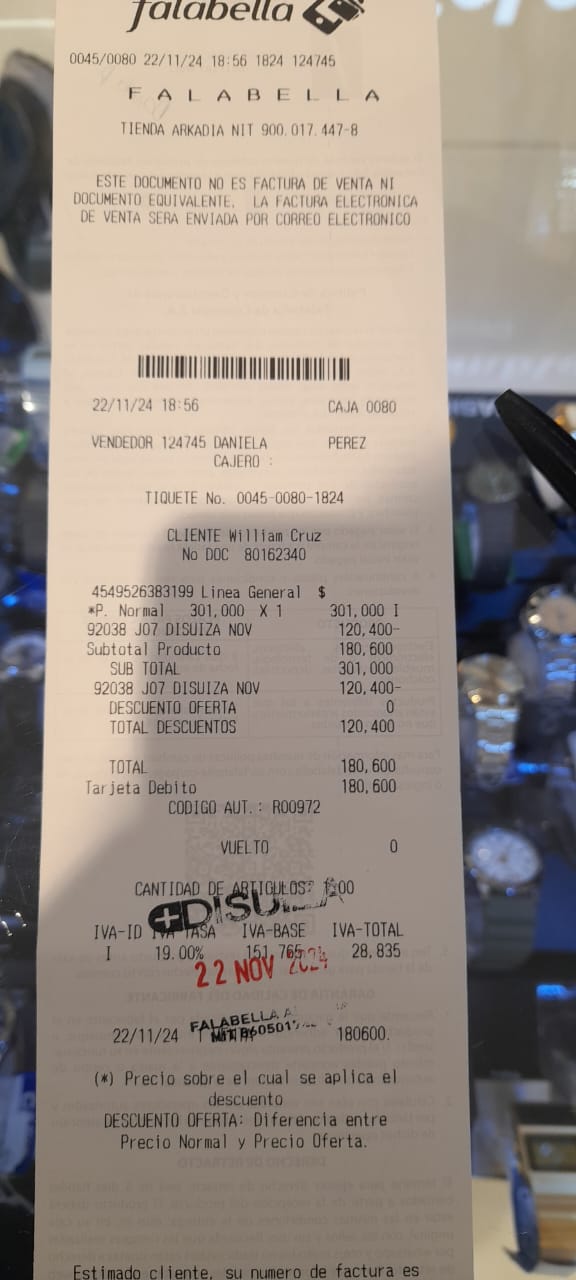 falabella
0045/0080 22/11/24 18:56 1824 124745
F A L A B E L L A
TIENDA ARKADIA NIT 900.017.447-8
ESTE DOCUMENTO NO ES FACTURA DE VENTA NI
DOCUMENTO EQUIVALENTE. LA FACTURA ELECTRONICA
DE VENTA SERA ENVIADA POR CORREO ELECTRONICO
22/11/24 18:56 CAJA 0080
VENDEDOR 124745 DANIELA PEREZ
CAJERO :
TIQUETE No. 0045-0080-1824
CLIENTE William Cruz
No DOC 80162340
4549526383199 Linea General $
*P. Normal 301,000 X 1 301,000 I
92038 J07 DISUIZA NOV 120,400-
Subtotal Producto 180,600
SUB TOTAL 301,000
92038 J07 DISUIZA NOV 120,400-
DESCUENTO OFERTA 0
TOTAL DESCUENTOS 120,400
TOTAL 180,600
Tarjeta Debito 180,600
CODIGO AUT.: R00972
VUELTO 0
CANTIDAD DE ARTICULOS: 1.00
IVA-ID IVA TASA IVA-BASE IVA-TOTAL
I 19.00% 151,765 28,835
22 NOV 2024
FALABELLA
22/11/24 180600.
(*) Precio sobre el cual se aplica el
descuento
DESCUENTO OFERTA: Diferencia entre
Precio Normal y Precio Oferta.
Estimado cliente, su numero de factura es